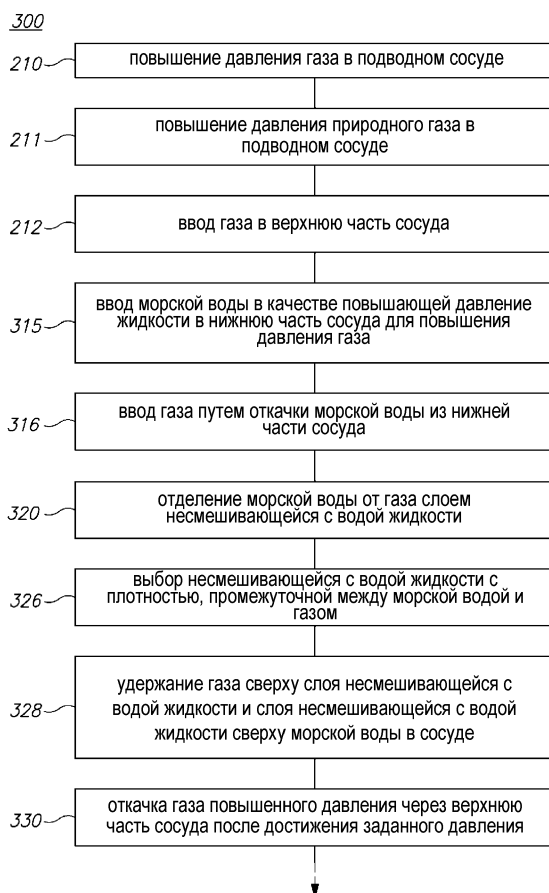 300
210
повышение давления газа в подводном сосуде
211
повышение давления природного газа в
подводном сосуде
212
ввод газа в верхнюю часть сосуда
315
ввод морской воды в качестве повышающей давление
жидкости в нижнюю часть сосуда для повышения
давления газа
316
ввод газа путем откачки морской воды из нижней
части сосуда
320
отделение морской воды от газа слоем
несмешивающейся с водой жидкости
326
выбор несмешивающейся с водой жидкости с
плотностью, промежуточной между морской водой и
газом
328
удержание газа сверху слоя несмешивающейся с
водой жидкости и слоя несмешивающейся с водой
жидкости сверху морской воды в сосуде
330
откачка газа повышенного давления через верхнюю
часть сосуда после достижения заданного давления